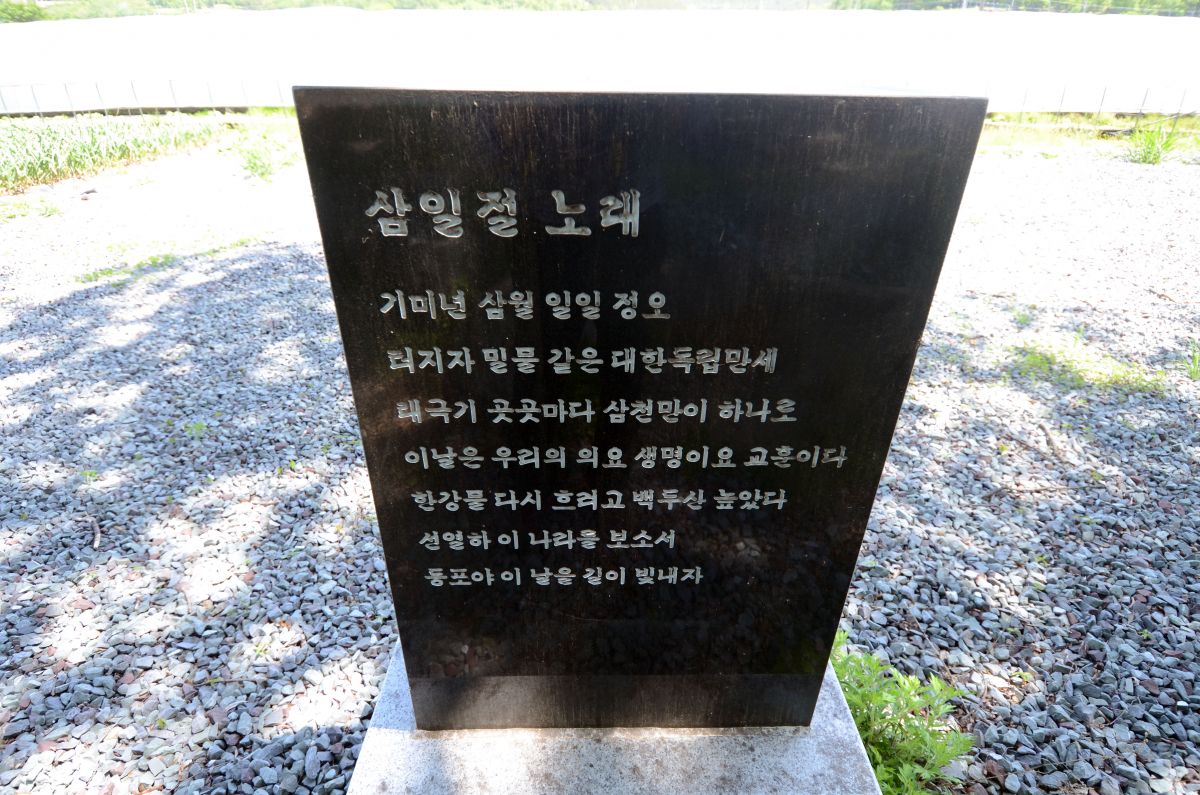 삼일절 노래
기미년 삼월 일일 정오
터지자 밀물 같은 대한독립만세
태극기 곳곳마다 삼천만이 하나로
이날은 우리의 의요 생명이요 교훈이다
한강물 다시 흐르고 백두산 높았다
선열하 이 나라를 보소서
동포야 이 날을 길이 빛내자